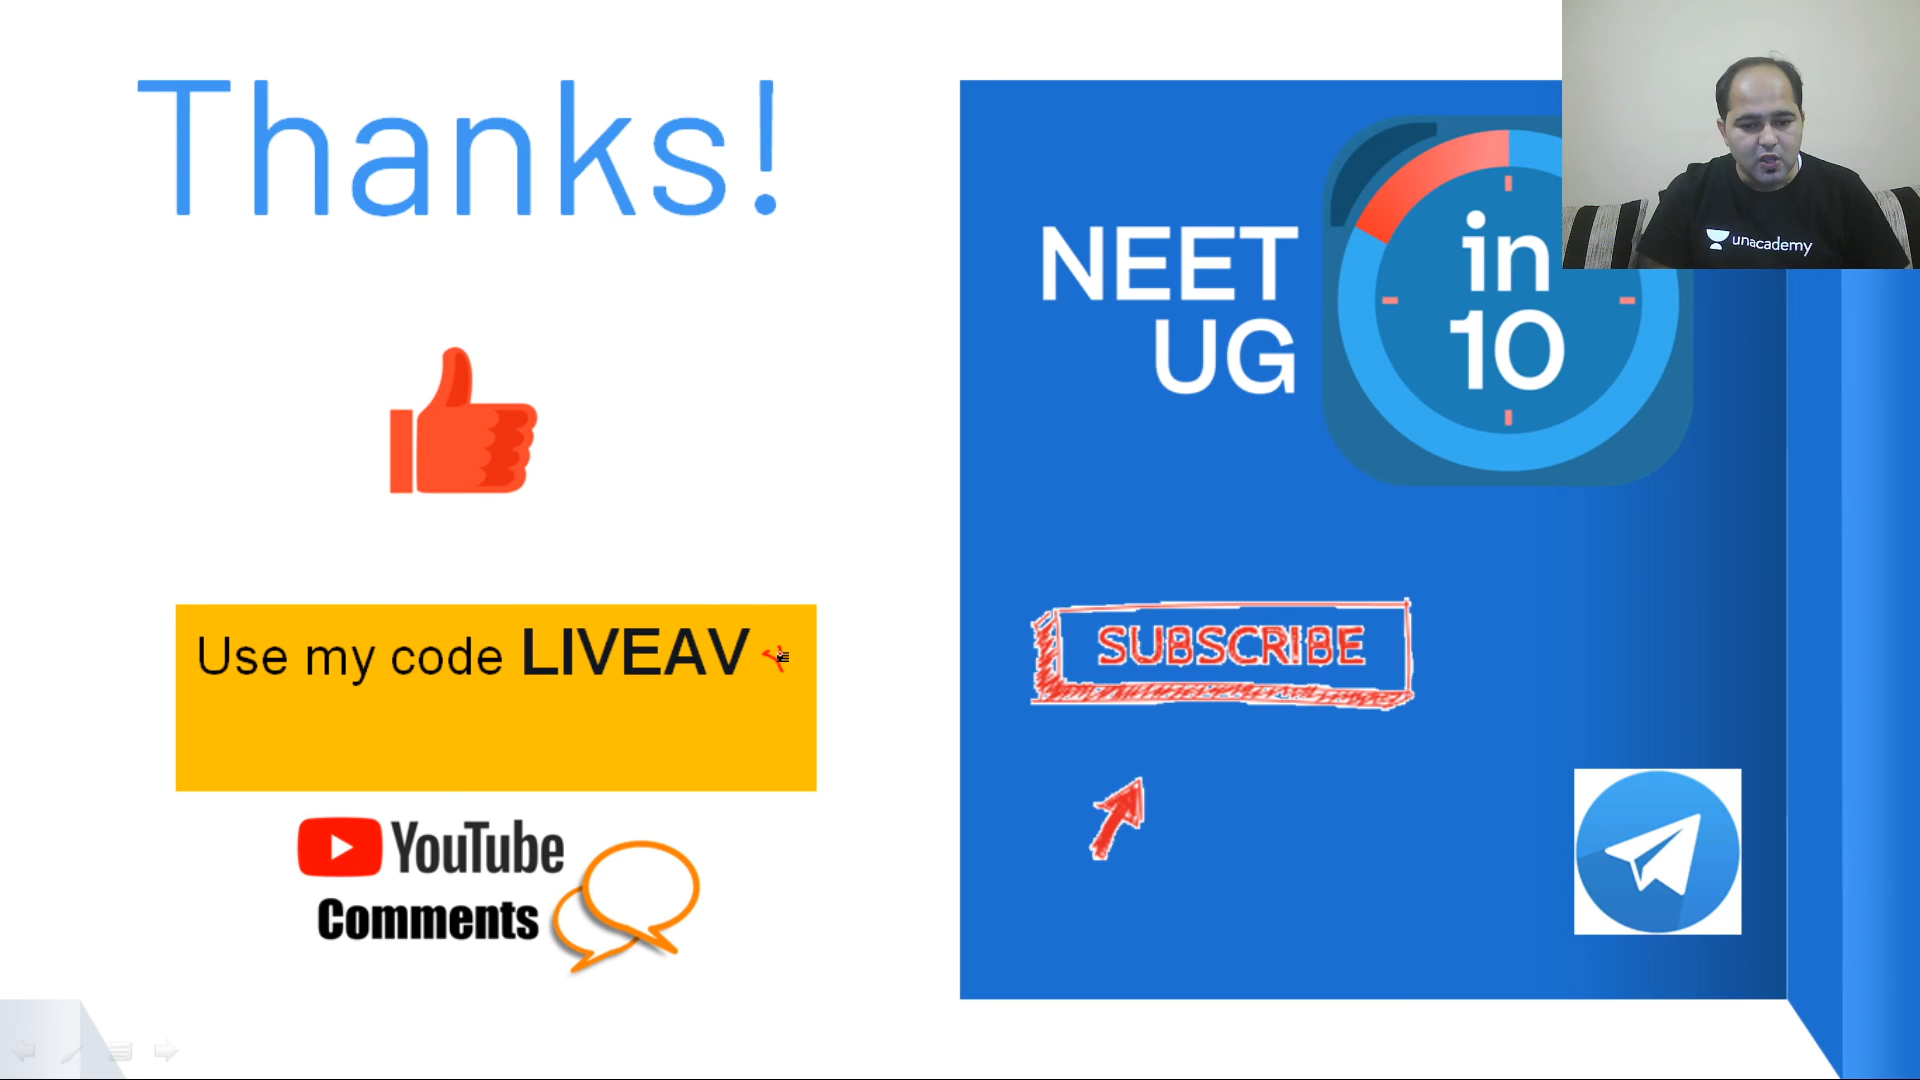 Thanks!
NEET
UG
in
10
unacademy
Use my code LIVEAV
SUBSCRIBE
YouTube
Comments